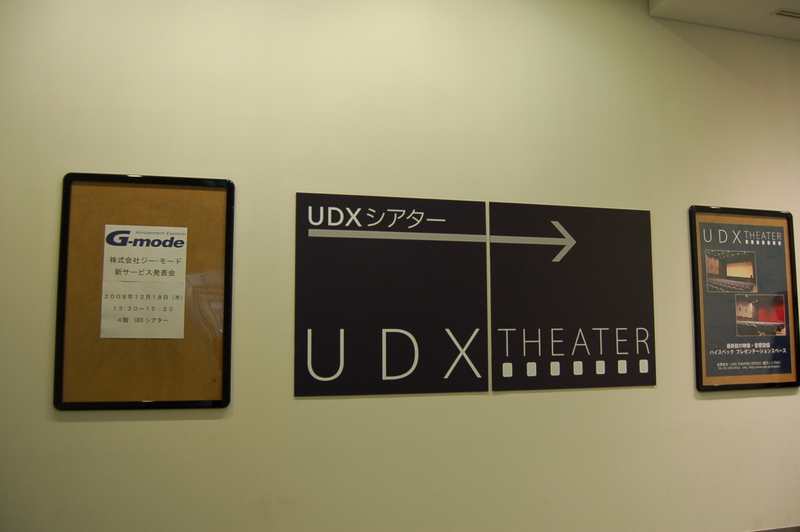 Amusement Explorer
G-mode
株式会社ジー・モード
新サービス発表会
2008年12月18日（木）
13:30～15:20
4階 UDXシアター
UDXシアター
UDX THEATER
UDX THEATER
最新鋭の映像・音響設備
ハイスペック プレゼンテーションスペース